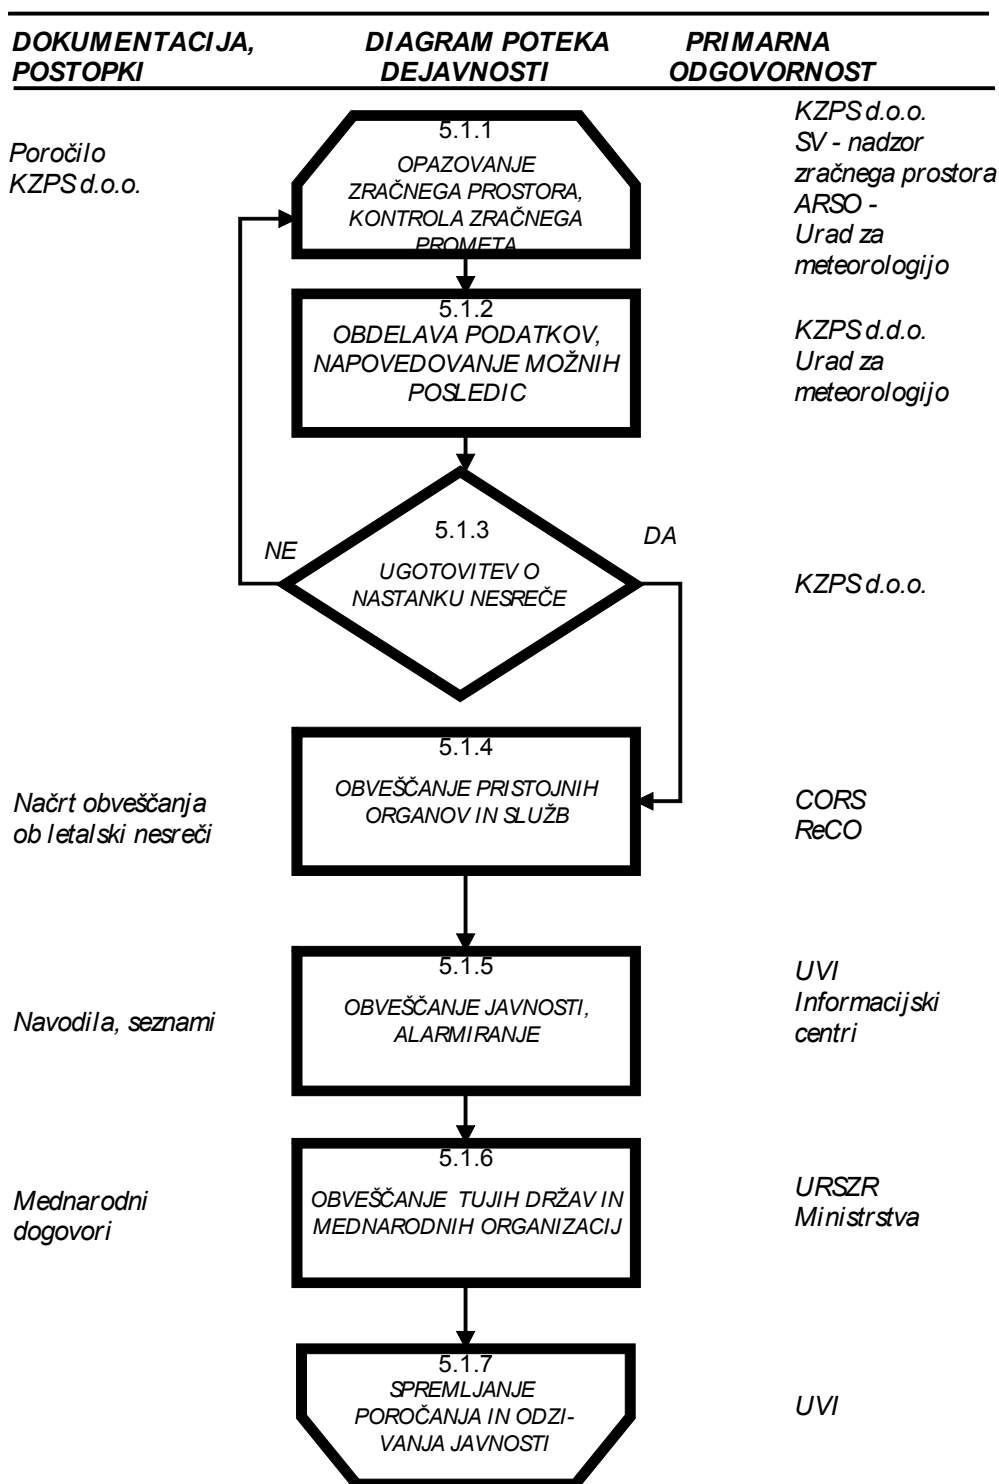 DOKUMENTACIJA,
POSTOPKI
DIAGRAM POTEKA
DEJAVNOSTI
PRIMARNA
ODGOVORNOST
Poročilo
KZPS d.o.o.
5.1.1
OPAZOVANJE
ZRAČNEGA PROSTORA,
KONTROLA ZRAČNEGA
PROMETA
KZPS d.o.o.
SV - nadzor
zračnega prostora
ARSO -
Urad za
meteorologijo
5.1.2
OBDELAVA PODATKOV,
NAPOVEDOVANJE MOŽNIH
POSLEDIC
KZPS d.d.o.
Urad za
meteorologijo
5.1.3
UGOTOVITEV O
NASTANKU NESREČE
NE
DA
KZPS d.o.o.
Načrt obveščanja
ob letalski nesreči
5.1.4
OBVEŠČANJE PRISTOJNIH
ORGANOV IN SLUŽB
CORS
ReCO
Navodila, seznami
5.1.5
OBVEŠČANJE JAVNOSTI,
ALARMIRANJE
UVI
Informacijski
centri
Mednarodni
dogovori
5.1.6
OBVEŠČANJE TUJIH DRŽAV IN
MEDNARODNIH ORGANIZACIJ
URSZR
Ministrstva
5.1.7
SPREMLJANJE
POROČANJA IN ODZI-
VANJA JAVNOSTI
UVI